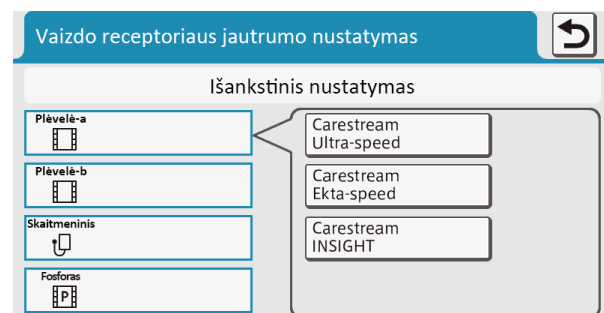 Vaizdo receptoriaus jautrumo nustatymas
Išankstinis nustatymas
Plėvelė-a
Carestream
Ultra-speed
Plėvelė-b
Carestream
Ekta-speed
Skaitmeninis
Carestream
INSIGHT
Fosforas
P